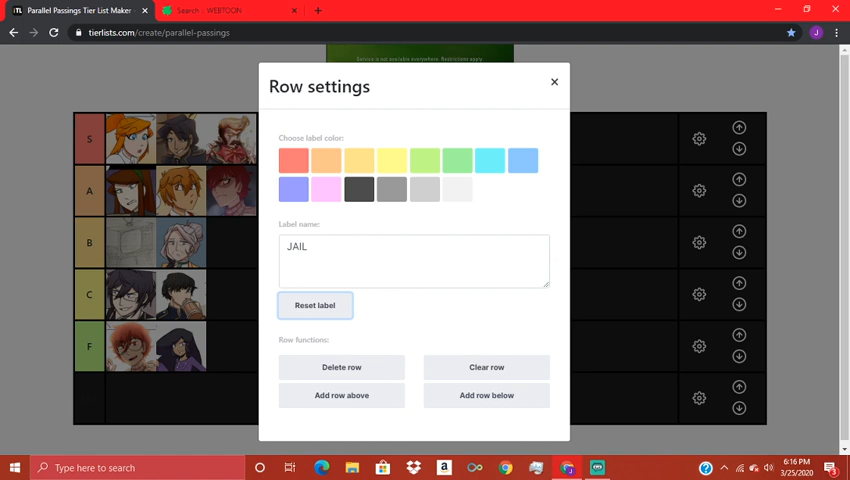 Parallel Passings Tier List Maker -
Search :: WEBTOON
tierlists.com/create/parallel-passings
J
Service is not available everywhere. Restrictions apply.
Row settings
Choose label color:
Label name:
JAIL
Reset label
Row functions:
Delete row
Clear row
Add row above
Add row below
S
A
B
C
F
Type here to search
6:16 PM
3/25/2020
3